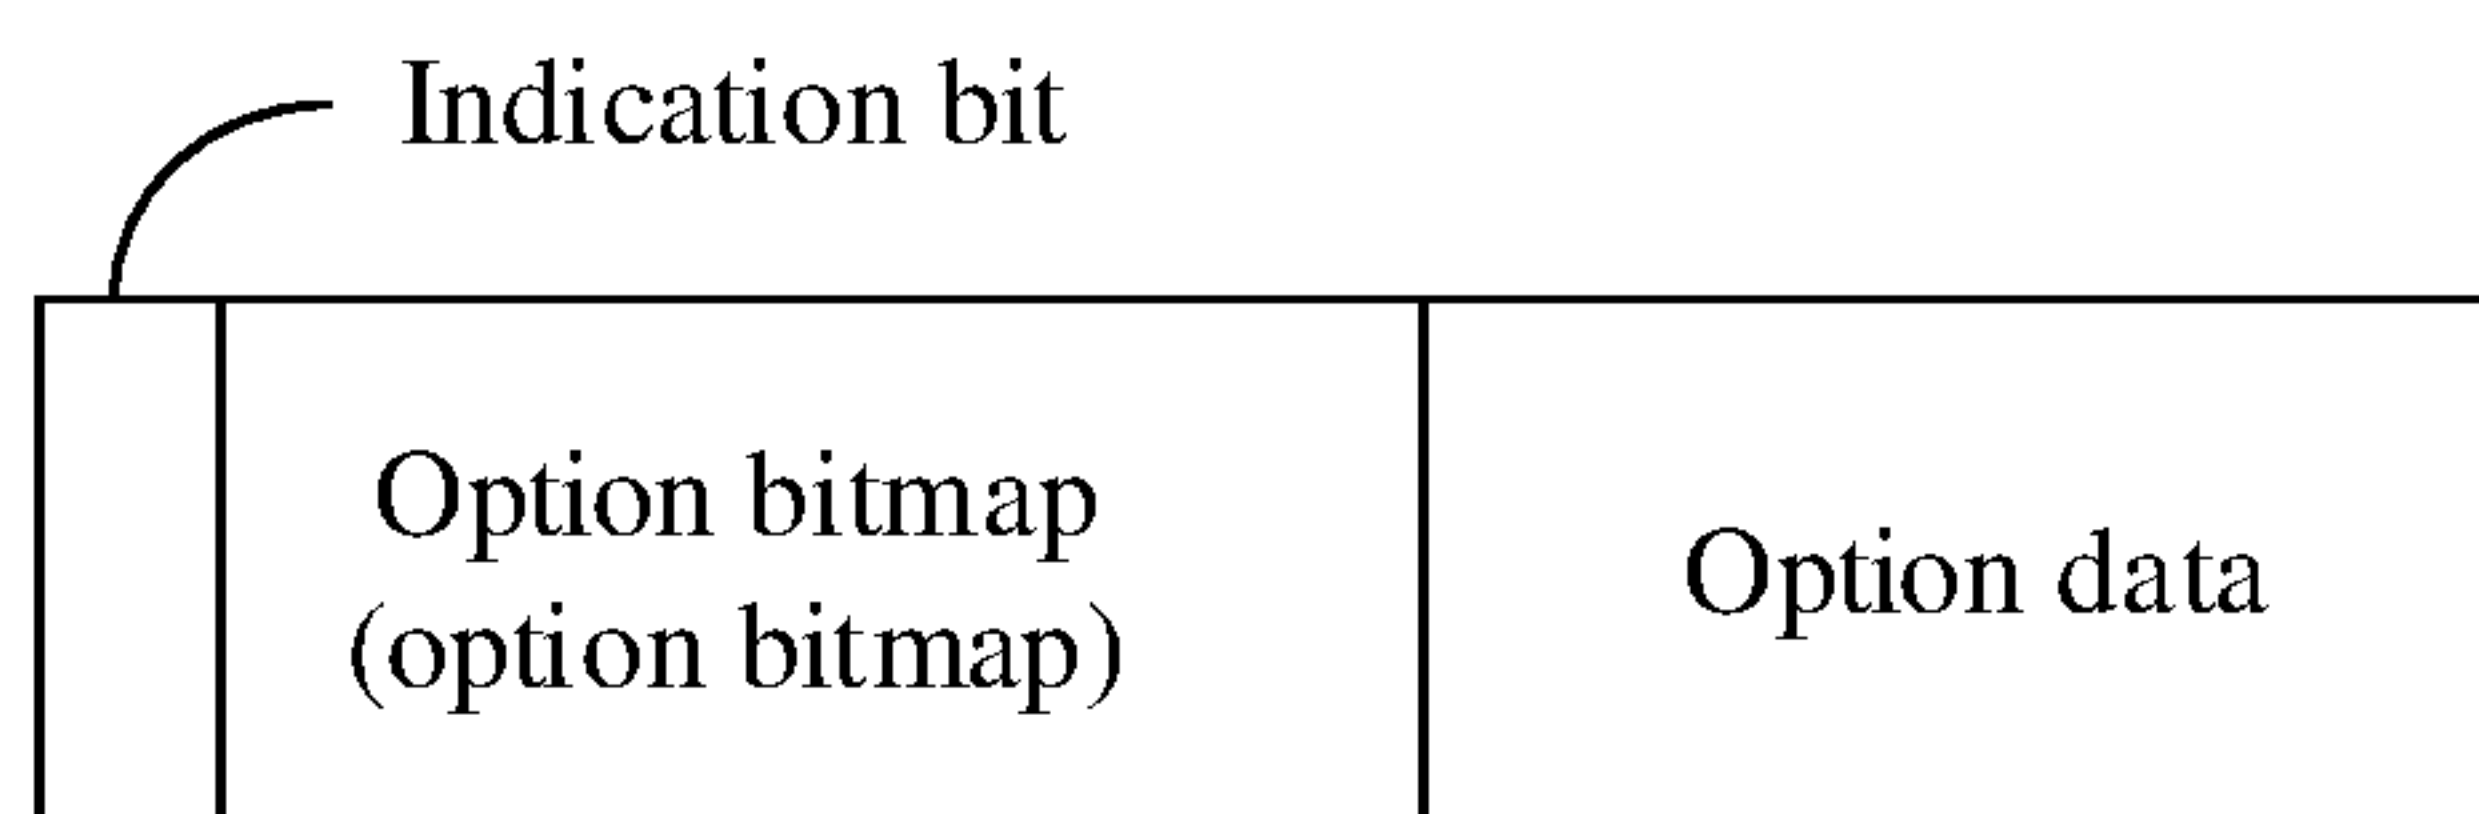 Indication bit
Option bitmap
(option bitmap)
Option data